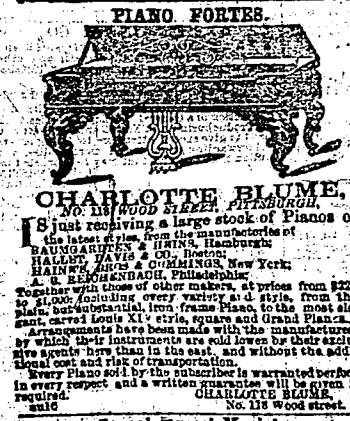 PIANO FORTES.
CHARLOTTE BLUME,
No. 118 WOOD STREET, PITTSBURGH,
IS just receiving a large stock of Pianos o
the latest styles, from the manufactories of
BAUMGARTEN & HEINS, Hamburgh;
HALLET, DAVIS & CO., Boston;
HAINES, BROS & CUMMINGS, New York;
A. G. REICHENBACH, Philadelphia;
Together with those of other makers, at prices from $22
to $1,000, including every variety and style, from th
plain, but substantial, iron frame Piano, to the most ele
gant, carved Louis style, square and Grand Pianos.
Arrangements have been made with the manufacture
by which their instruments are sold lower by their exclu
sive agents here than in the east, and without the add
tional cost and risk of transportation.
Every Piano sold by the subscriber is warranted perfec
in every respect and a written guarantee will be given i
required. CHARLOTTE BLUME,
au16 No. 118 Wood street.